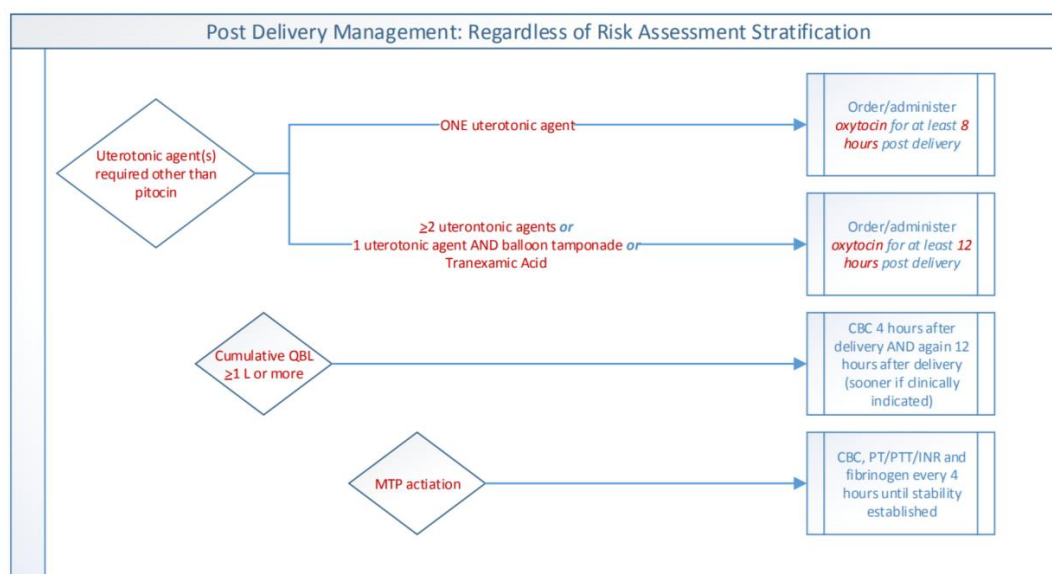 Post Delivery Management: Regardless of Risk Assessment Stratification
Uterotonic agent(s)
required other than
pitocin
ONE uterotonic agent
Order/administer
oxytocin for at least 8
hours post delivery
≥2 uterontonic agents or
1 uterotonic agent AND balloon tamponade or
Tranexamic Acid
Order/administer
oxytocin for at least 12
hours post delivery
Cumulative QBL
≥1 L or more
CBC 4 hours after
delivery AND again 12
hours after delivery
(sooner if clinically
indicated)
MTP actiation
CBC, PT/PTT/INR and
fibrinogen every 4
hours until stability
established